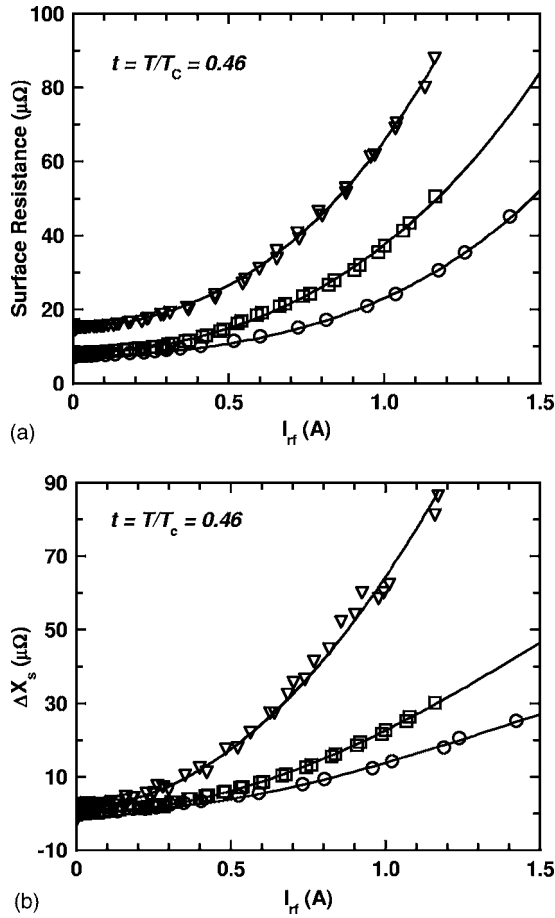 100
80
60
40
20
0
Surface Resistance (μΩ)
t = T/T_C = 0.46
0
0.5
1.0
1.5
(a)
I_rf (A)
90
70
50
30
10
-10
ΔX_s (μΩ)
t = T/T_c = 0.46
0
0.5
1.0
1.5
(b)
I_rf (A)